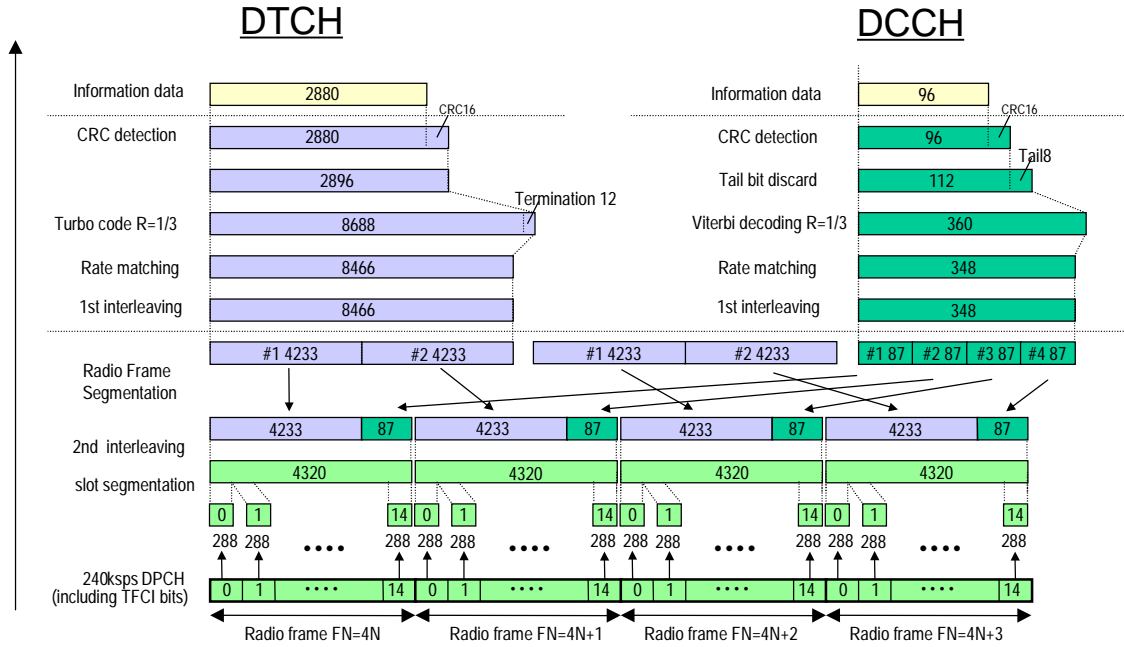 DTCH
DCCH
Information data
2880
Information data
96
CRC16
CRC16
CRC detection
2880
CRC detection
96
Tail8
2896
Tail bit discard
112
Termination 12
Turbo code R=1/3
8688
Viterbi decoding R=1/3
360
Rate matching
8466
Rate matching
348
1st interleaving
8466
1st interleaving
348
#1 4233 #2 4233 #1 4233 #2 4233 #1 87 #2 87 #3 87 #4 87
Radio Frame
Segmentation
4233 87 4233 87 4233 87 4233 87
2nd interleaving
4320 4320 4320 4320
slot segmentation
0 1 14 0 1 14 0 1 14 0 1 14
288 288 •••• 288 288 288 •••• 288 288 288 •••• 288 288 288 •••• 288
240ksps DPCH
(including TFCI bits)
0 1 •••• 14 0 1 •••• 14 0 1 •••• 14 0 1 •••• 14
Radio frame FN=4N Radio frame FN=4N+1 Radio frame FN=4N+2 Radio frame FN=4N+3